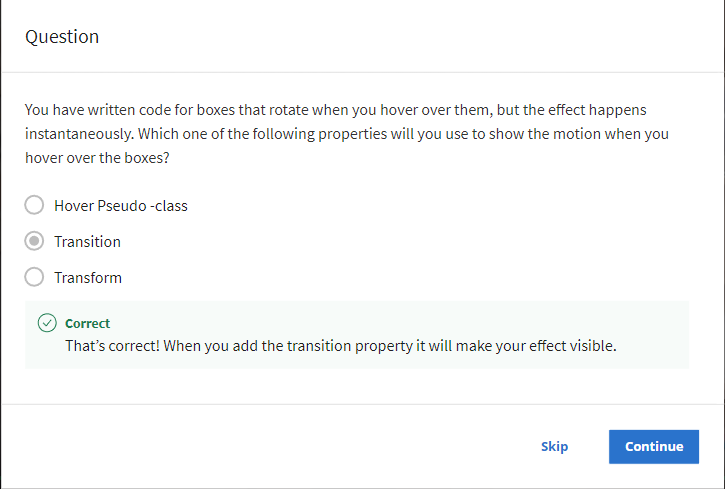 Question
You have written code for boxes that rotate when you hover over them, but the effect happens
instantaneously. Which one of the following properties will you use to show the motion when you
hover over the boxes?
Hover Pseudo -class
Transition
Transform
Correct
That's correct! When you add the transition property it will make your effect visible.
Skip
Continue